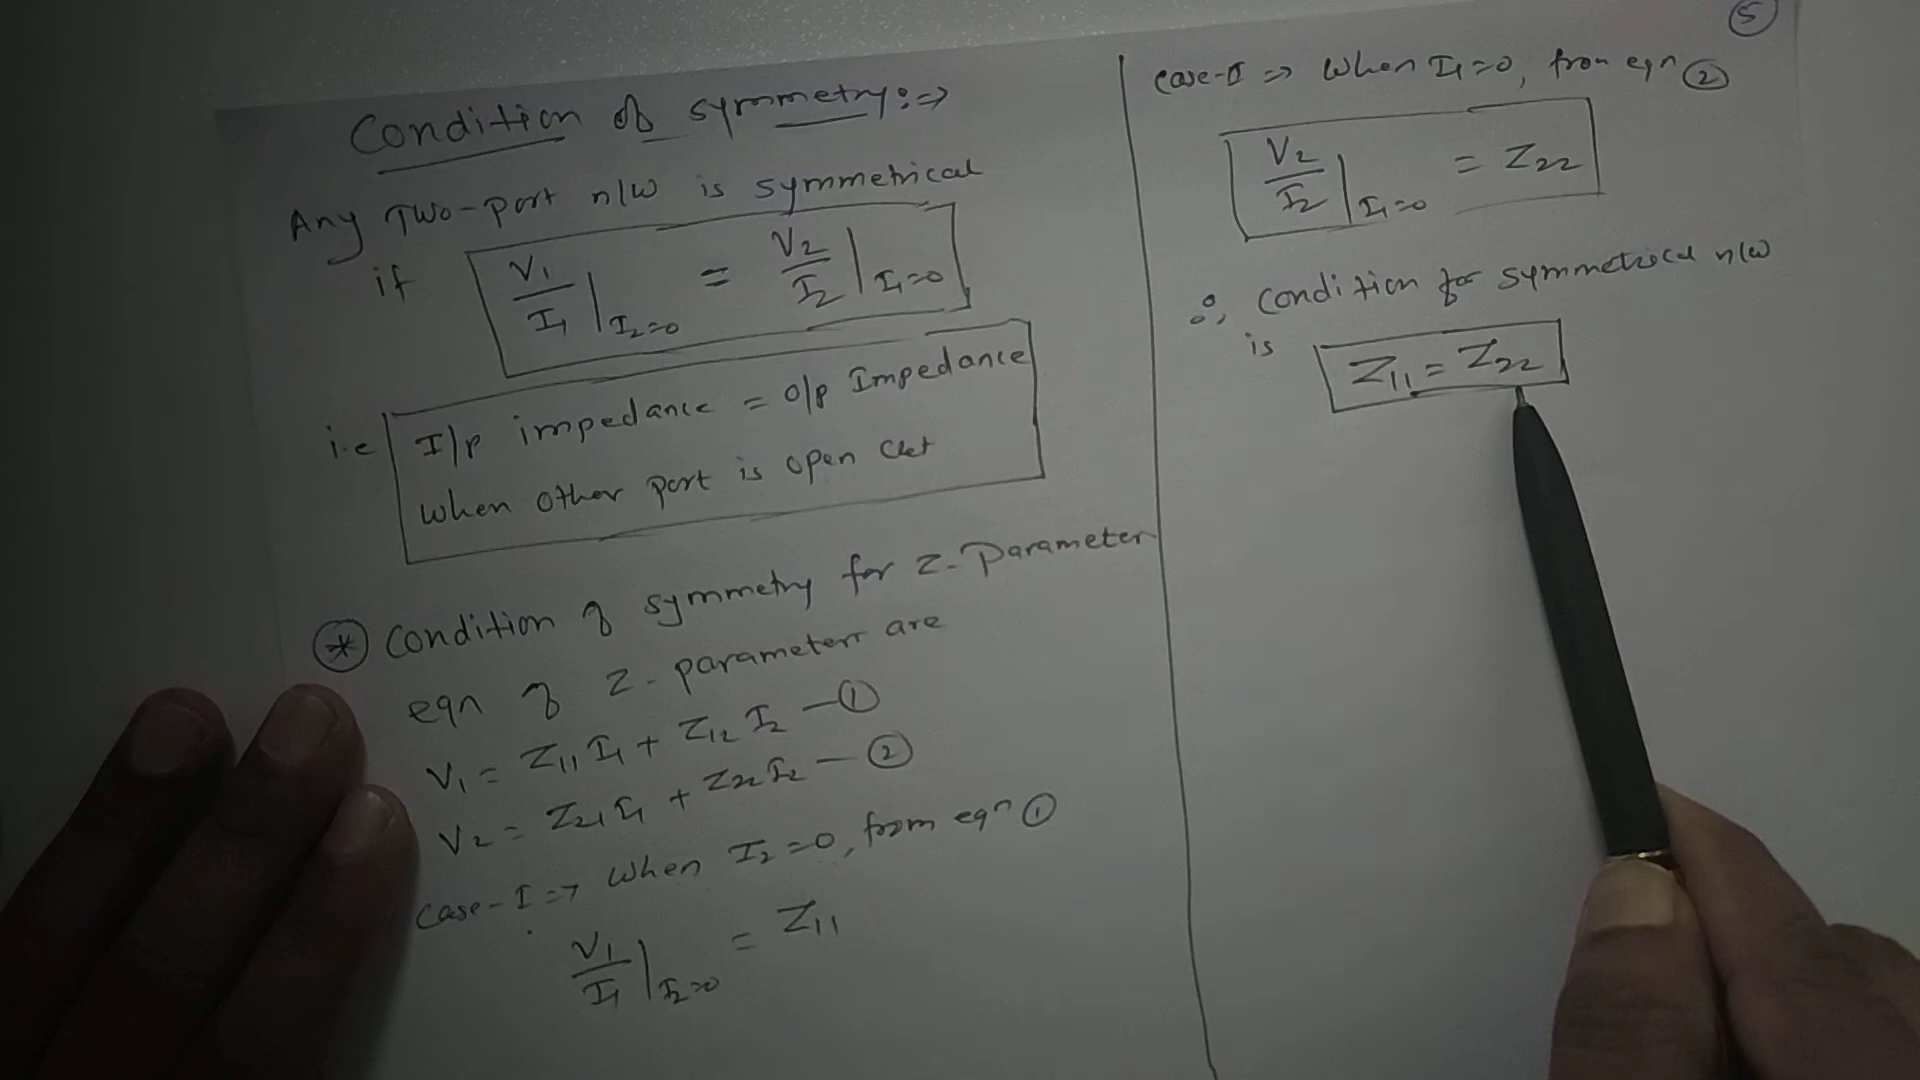 Condition of symmetry:⇒
Any Two-port n/w is symmetrical
if V1/I1 | I2=0 = V2/I2 | I1=0
i.e I/p impedance = o/p Impedance
when other port is open ckt
* Condition of symmetry for Z-Parameter
eqn of Z-parameters are
V1 = Z11 I1 + Z12 I2 — ①
V2 = Z21 I1 + Z22 I2 — ②
Case-I => When I2=0, from eqn ①
V1/I1 | I2=0 = Z11
⑤
Case-II => When I1=0, from eqn ②
V2/I2 | I1=0 = Z22
∴, Condition for symmetrical n/w
is Z11 = Z22